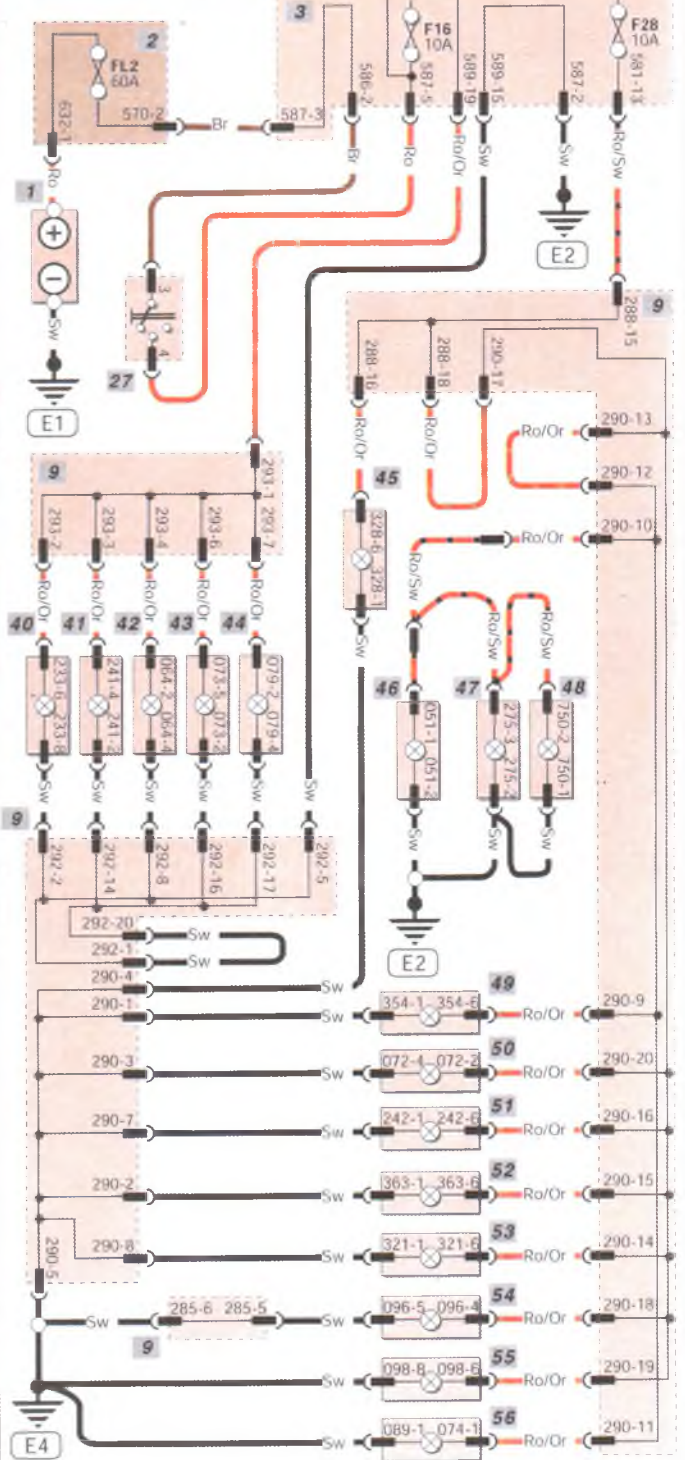 3
2
F16
10A
F28
10A
FL2
60A
586-2
587-5
589-19
589-15
587-2
581-13
632-1
570-2
Br
587-3
Ro
Br
Ro
Ro/Or
Sw
Sw
Ro/Sw
1
+
−
Sw
E1
E2
3
4
27
288-15
9
288-16
288-18
290-17
Ro/Or
Ro/Or
Ro/Or
290-13
290-12
Ro/Or
290-10
9
293-1
293-2
293-3
293-4
293-6
293-7
45
328-6
328-1
Ro/Sw
Ro/Sw
Ro/Sw
Ro/Or
Ro/Or
Ro/Or
Ro/Or
Ro/Or
Sw
40
41
42
43
44
233-6
233-8
241-4
241-2
064-2
064-4
073-5
073-2
079-2
079-4
46
47
48
051-1
051-2
275-3
275-2
750-2
750-1
Sw
Sw
Sw
Sw
Sw
Sw
Sw
Sw
Sw
9
292-2
292-14
292-8
292-16
292-17
292-5
E2
292-20
Sw
292-1
Sw
290-4
Sw
290-1
Sw
354-1
354-6
49
Ro/Or
290-9
290-3
Sw
072-4
072-2
50
Ro/Or
290-20
290-7
Sw
242-1
242-6
51
Ro/Or
290-16
290-2
Sw
363-1
363-6
52
Ro/Or
290-15
290-8
Sw
321-1
321-6
53
Ro/Or
290-14
290-5
Sw
285-6
285-5
9
Sw
096-5
096-4
54
Ro/Or
290-18
Sw
098-8
098-6
55
Ro/Or
290-19
E4
Sw
089-1
074-1
56
Ro/Or
290-11